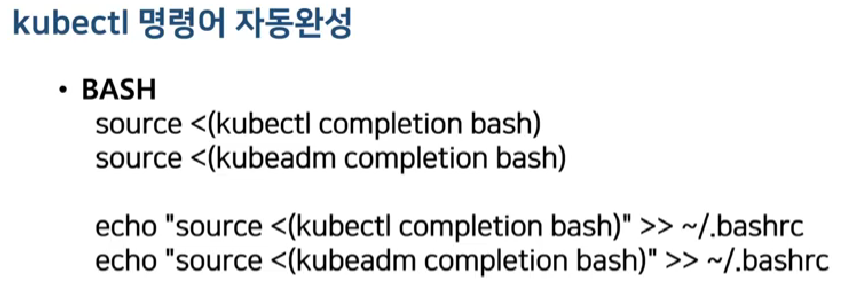 kubectl 명령어 자동완성
• BASH
source <(kubectl completion bash)
source <(kubeadm completion bash)
echo "source <(kubectl completion bash)" >> ~/.bashrc
echo "source <(kubeadm completion bash)" >> ~/.bashrc